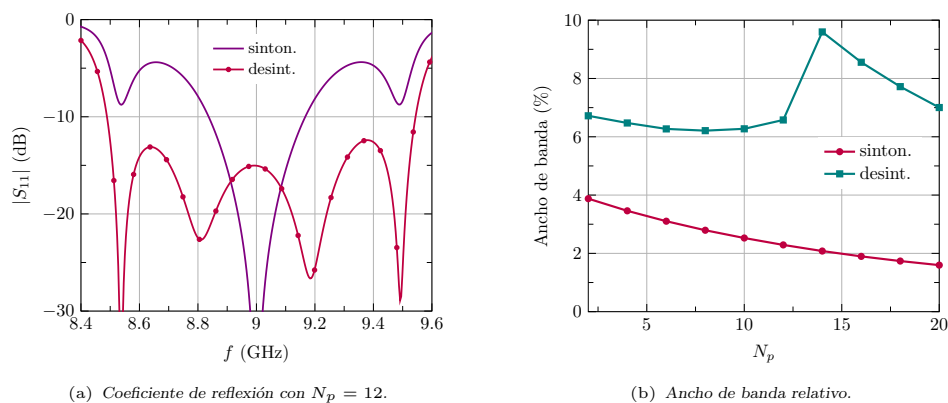 0
−10
−20
−30
|S11| (dB)
8.4
8.6
8.8
9
9.2
9.4
9.6
f (GHz)
sinton.
desint.
(a) Coeficiente de reflexión con Np = 12.
10
8
6
4
2
0
Ancho de banda (%)
5
10
15
20
Np
sinton.
desint.
(b) Ancho de banda relativo.